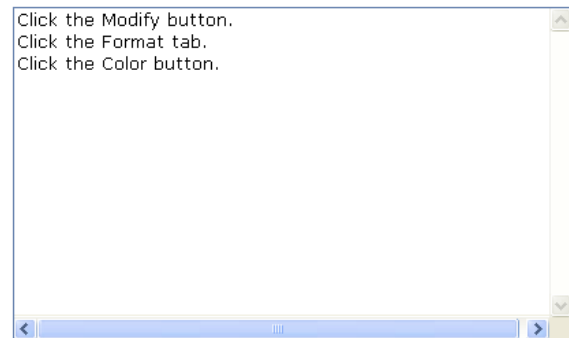 Click the Modify button.
Click the Format tab.
Click the Color button.